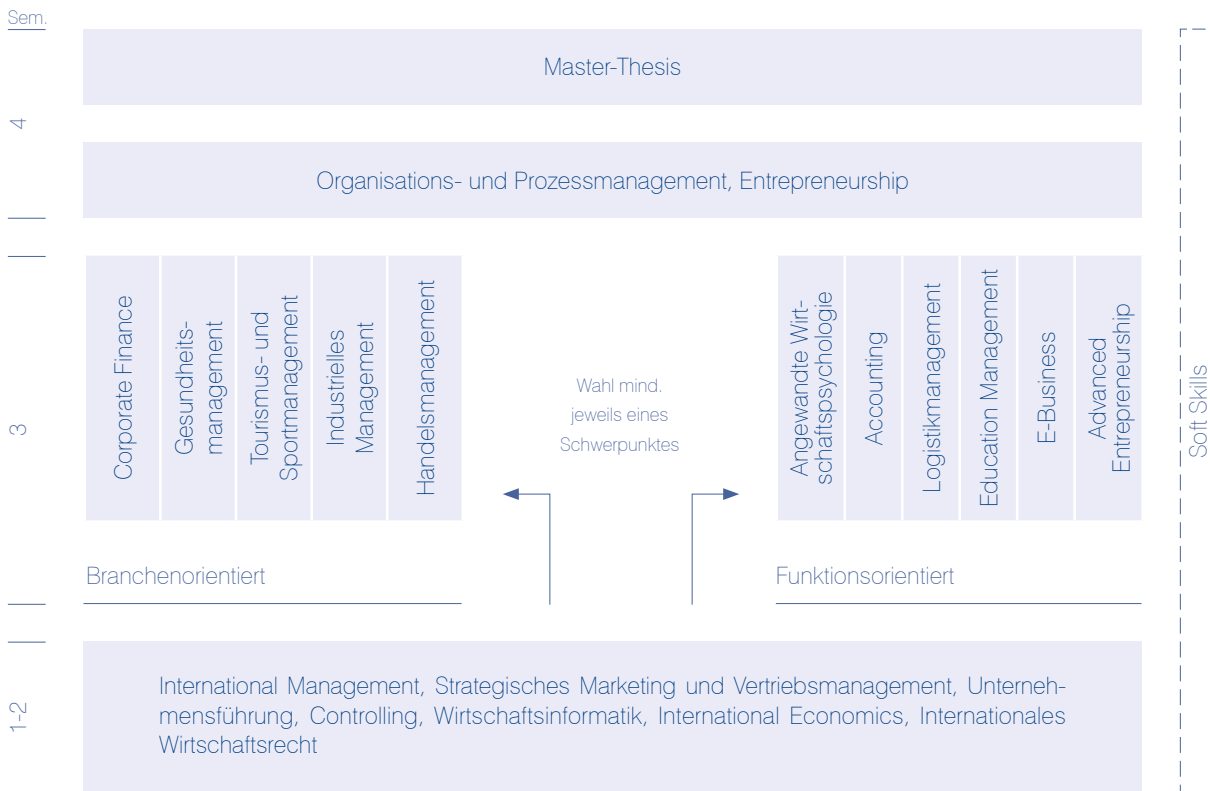 Sem.
4
Master-Thesis
Organisations- und Prozessmanagement, Entrepreneurship
3
Corporate Finance
Gesundheits-
management
Tourismus- und
Sportmanagement
Industrielles
Management
Handelsmanagement
Wahl mind.
jeweils eines
Schwerpunktes
Angewandte Wirt-
schaftspsychologie
Accounting
Logistikmanagement
Education Management
E-Business
Advanced
Entrepreneurship
Branchenorientiert
Funktionsorientiert
1-2
International Management, Strategisches Marketing und Vertriebsmanagement, Unterneh-
mensführung, Controlling, Wirtschaftsinformatik, International Economics, Internationales
Wirtschaftsrecht
Soft Skills